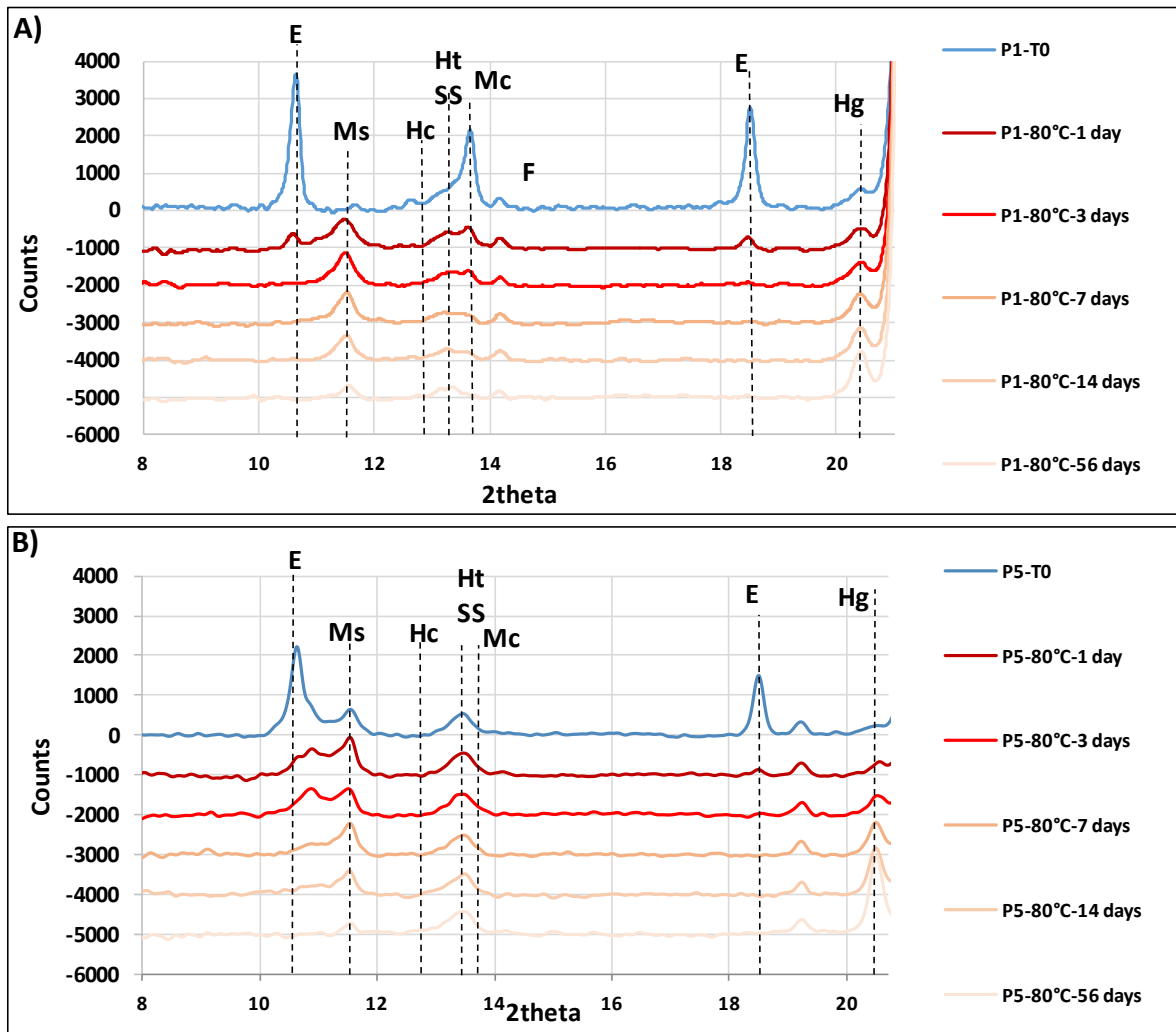 A)
E
Ht
SS
Mc
E
Hg
Ms
Hc
F
4000
3000
2000
1000
0
-1000
-2000
-3000
-4000
-5000
-6000
Counts
8
10
12
14
16
18
20
2theta
P1-T0
P1-80°C-1 day
P1-80°C-3 days
P1-80°C-7 days
P1-80°C-14 days
P1-80°C-56 days
B)
E
Ht
SS
Mc
E
Hg
Ms
Hc
4000
3000
2000
1000
0
-1000
-2000
-3000
-4000
-5000
-6000
Counts
8
10
12
14
16
18
20
2theta
P5-T0
P5-80°C-1 day
P5-80°C-3 days
P5-80°C-7 days
P5-80°C-14 days
P5-80°C-56 days